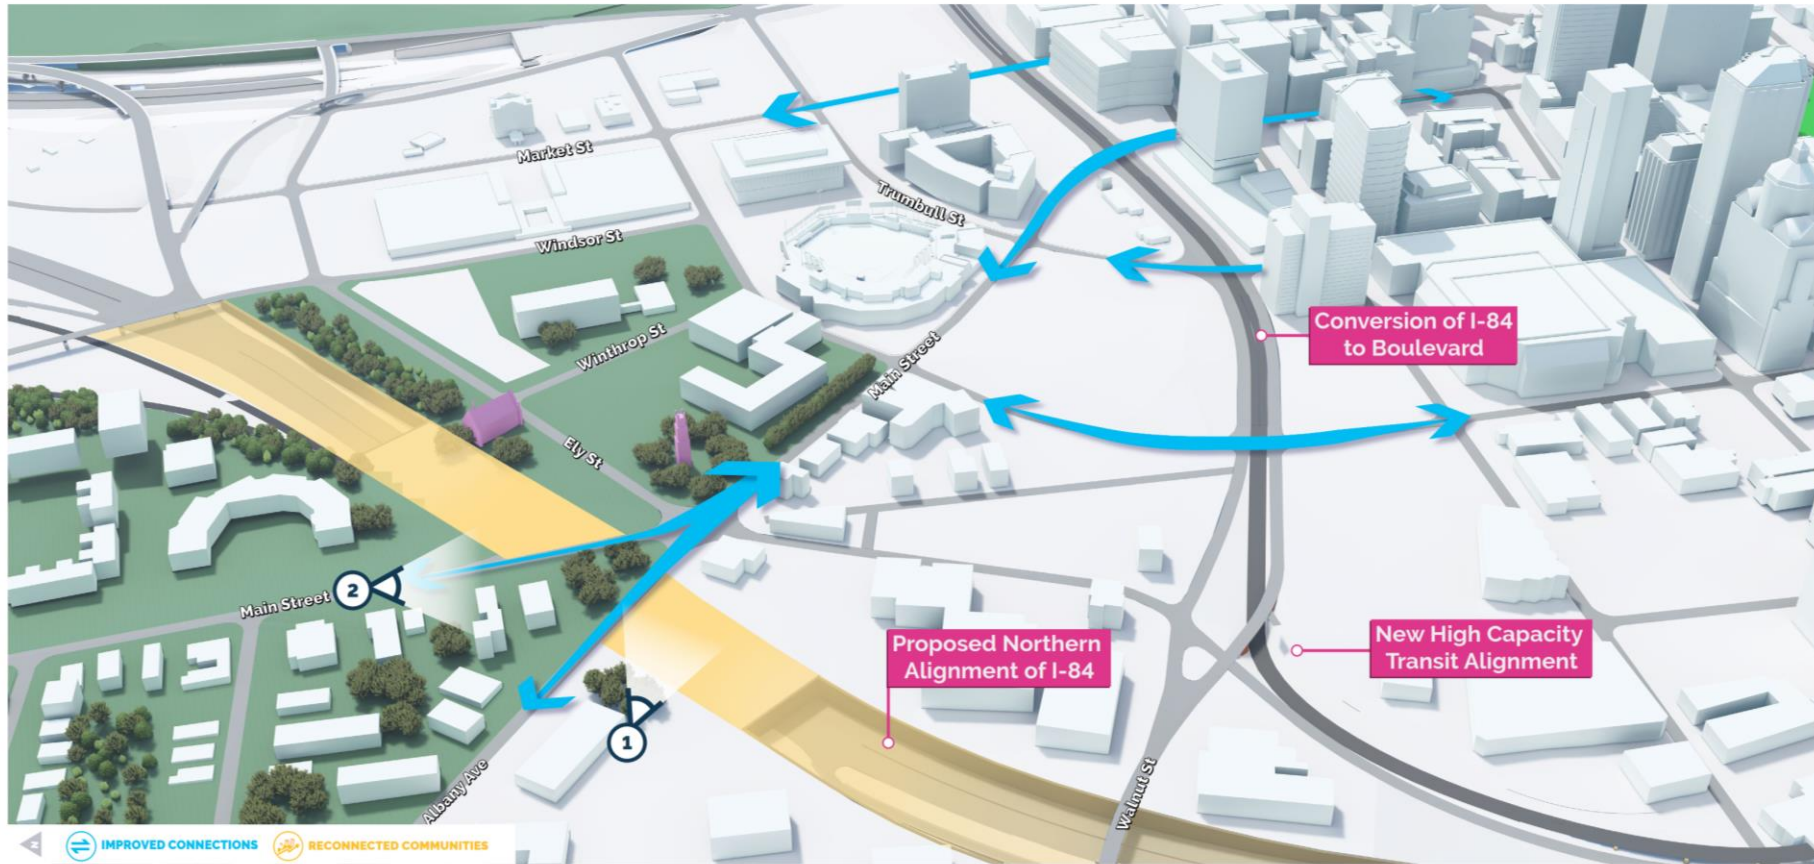 Market St
Trumbull St
Windsor St
Conversion of I-84
to Boulevard
Winthrop St
Main Street
Ely St
Main Street
2
Proposed Northern
Alignment of I-84
New High Capacity
Transit Alignment
1
Albany Ave
Walnut St
N
IMPROVED CONNECTIONS
RECONNECTED COMMUNITIES